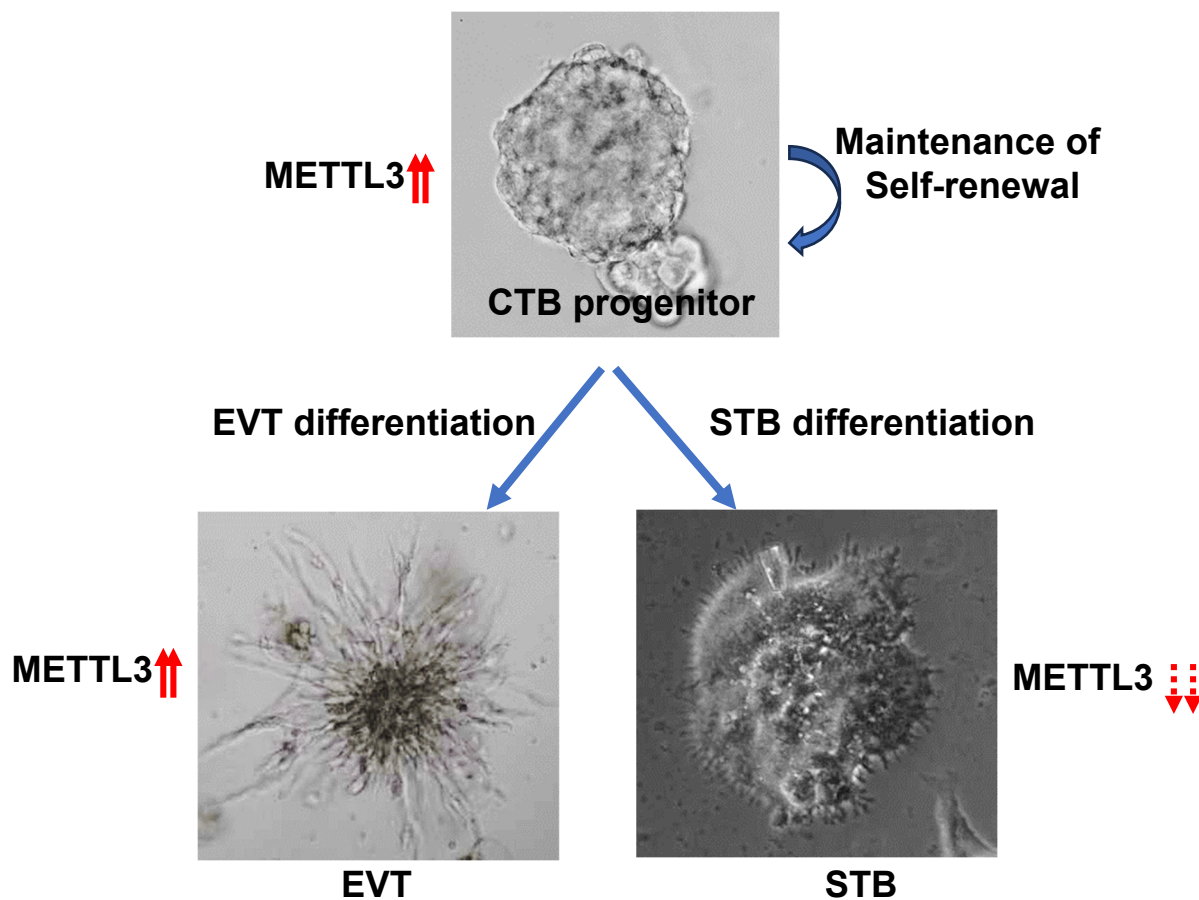 METTL3
Maintenance of
Self-renewal
CTB progenitor
EVT differentiation
STB differentiation
METTL3
METTL3
EVT
STB